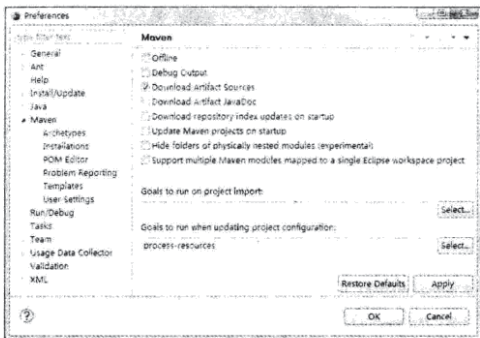 Preferences
type filter text
General
Ant
Help
Install/Update
Java
Maven
Archetypes
Installations
POM Editor
Problem Reporting
Templates
User Settings
Run/Debug
Tasks
Team
Usage Data Collector
Validation
XML
Maven
Offline
Debug Output
Download Artifact Sources
Download Artifact JavaDoc
Download repository index updates on startup
Update Maven projects on startup
Hide folders of physically nested modules (experimental)
Support multiple Maven modules mapped to a single Eclipse workspace project
Goals to run on project import:
Select...
Goals to run when updating project configuration:
process-resources
Select...
Restore Defaults
Apply
OK
Cancel